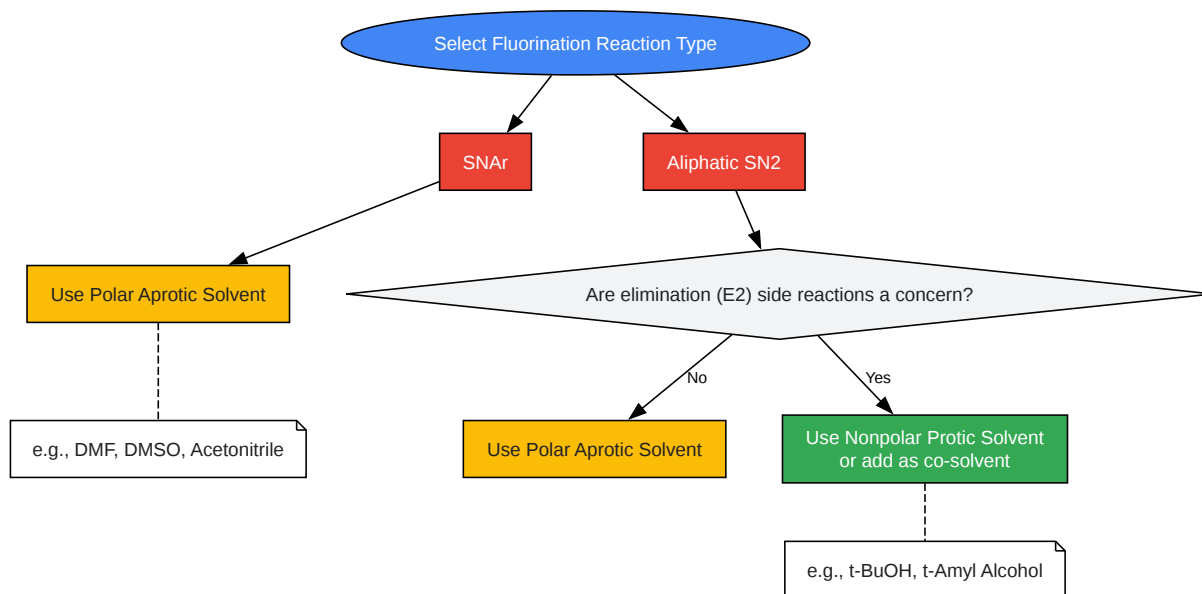 Select Fluorination Reaction Type
SNAr
Aliphatic SN2
Use Polar Aprotic Solvent
Are elimination (E2) side reactions a concern?
No
Yes
e.g., DMF, DMSO, Acetonitrile
Use Polar Aprotic Solvent
Use Nonpolar Protic Solvent
or add as co-solvent
e.g., t-BuOH, t-Amyl Alcohol